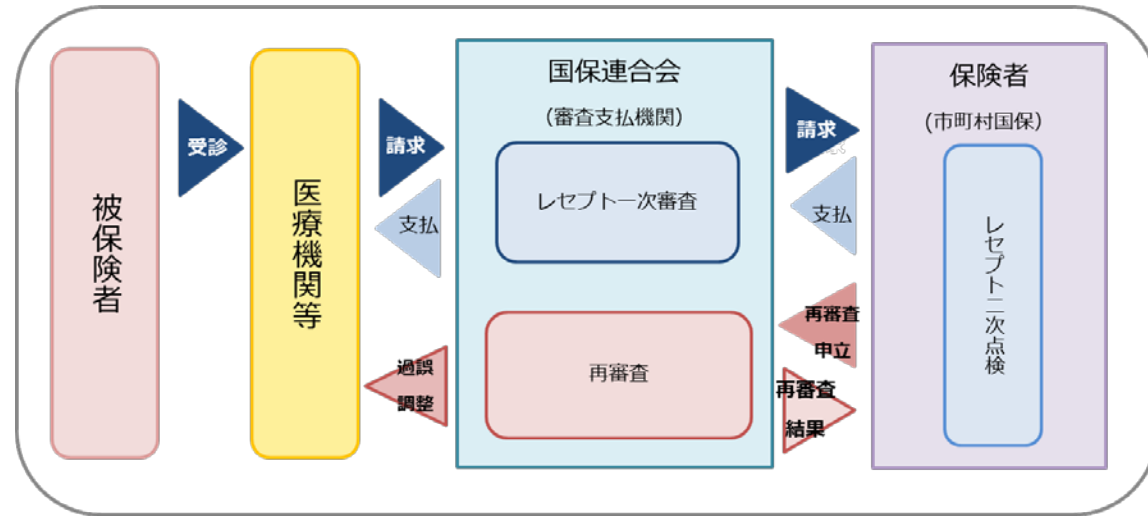 被保険者
受診
医療機関等
請求
支払
過誤
調整
国保連合会
(審査支払機関)
レセプト一次審査
再審査
請求
支払
再審査
申立
再審査
結果
保険者
(市町村国保)
レセプト二次点検